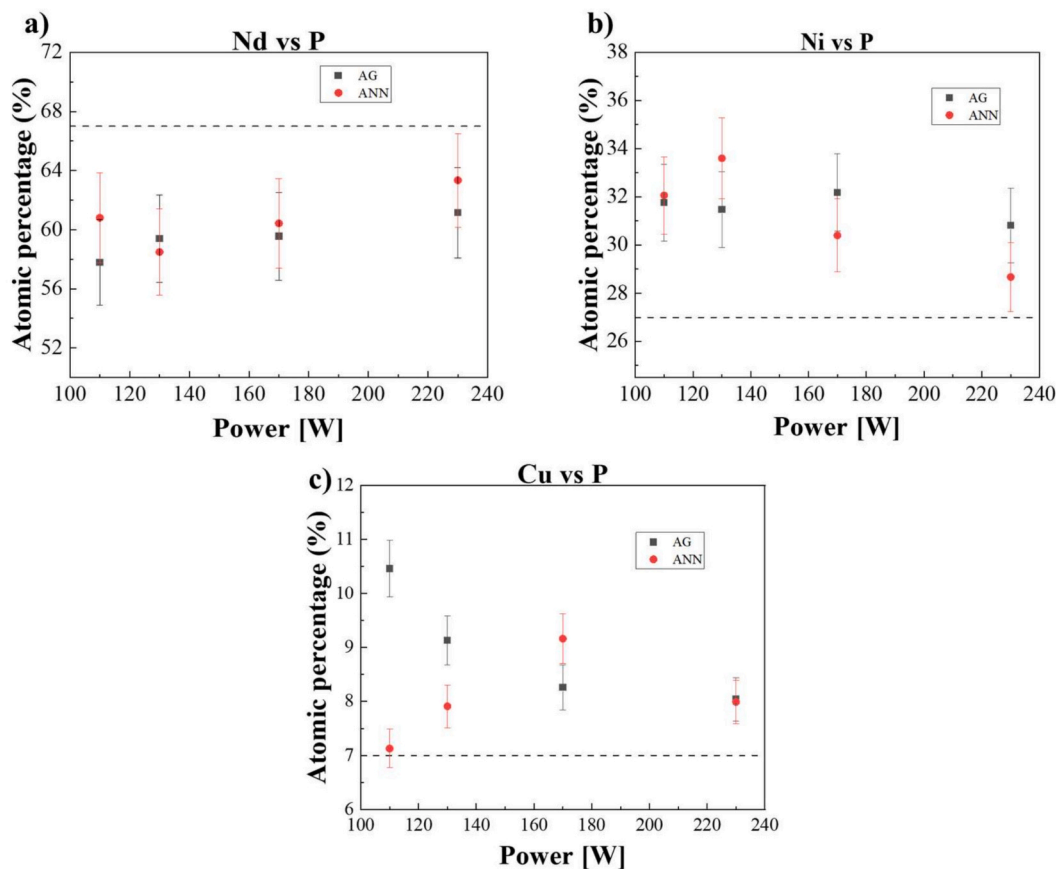 a)
Nd vs P
Atomic percentage (%)
72
68
64
60
56
52
AG
ANN
100 120 140 160 180 200 220 240
Power [W]
b)
Ni vs P
Atomic percentage (%)
38
36
34
32
30
28
26
AG
ANN
100 120 140 160 180 200 220 240
Power [W]
c)
Cu vs P
Atomic percentage (%)
12
11
10
9
8
7
6
AG
ANN
100 120 140 160 180 200 220 240
Power [W]